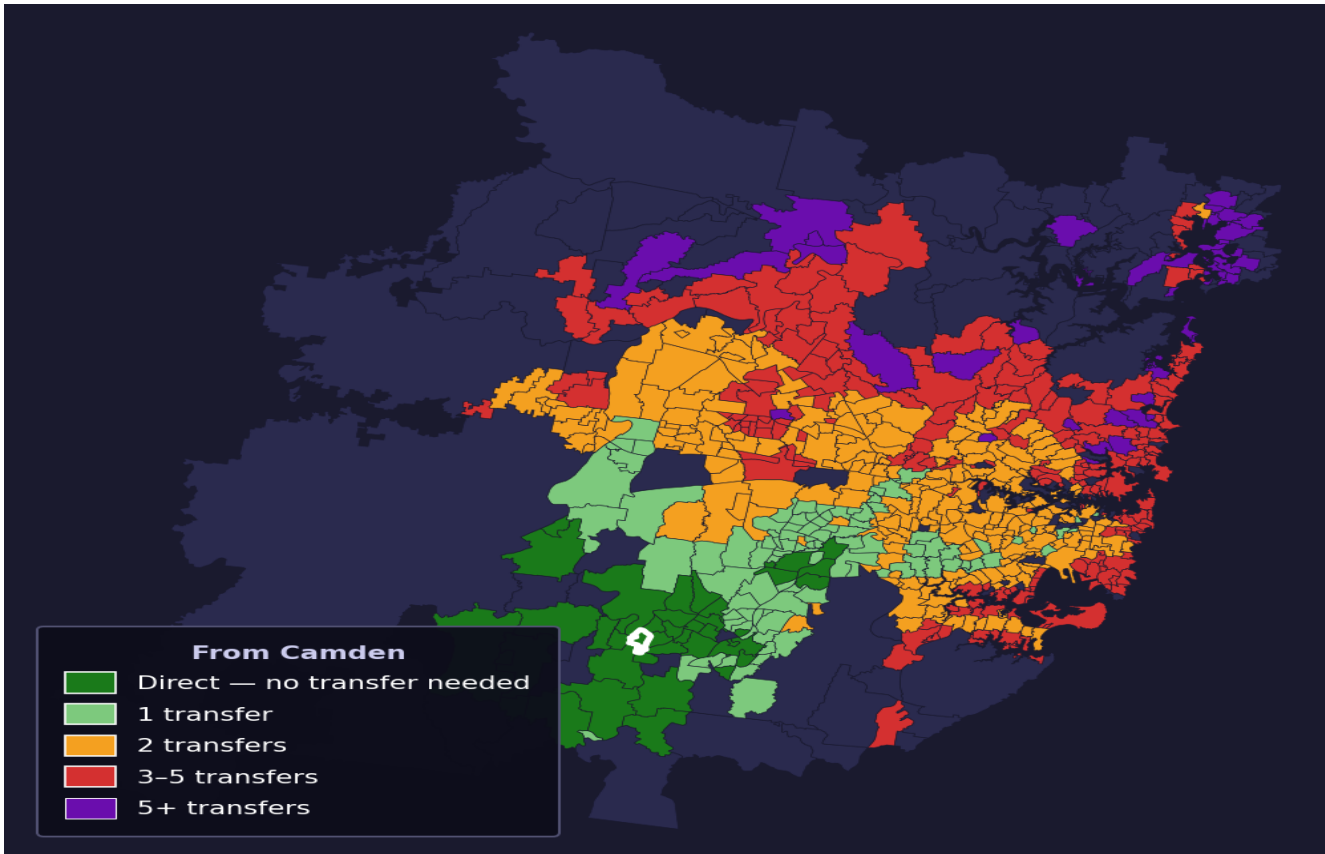 From Camden
Direct — no transfer needed
1 transfer
2 transfers
3–5 transfers
5+ transfers